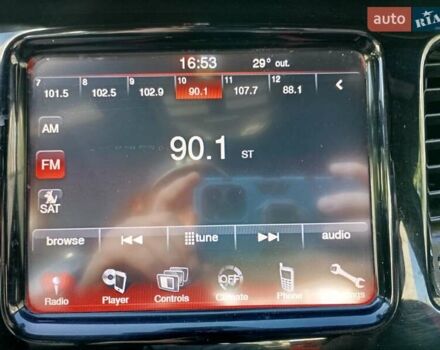 AUTO RIA
16:53 29° out.
7 8 9 10 11 12
101.5 102.5 102.9 90.1 107.7 88.1
AM
90.1 ST
FM
SAT
browse tune audio
OFF
Radio Player Controls Climate Phone